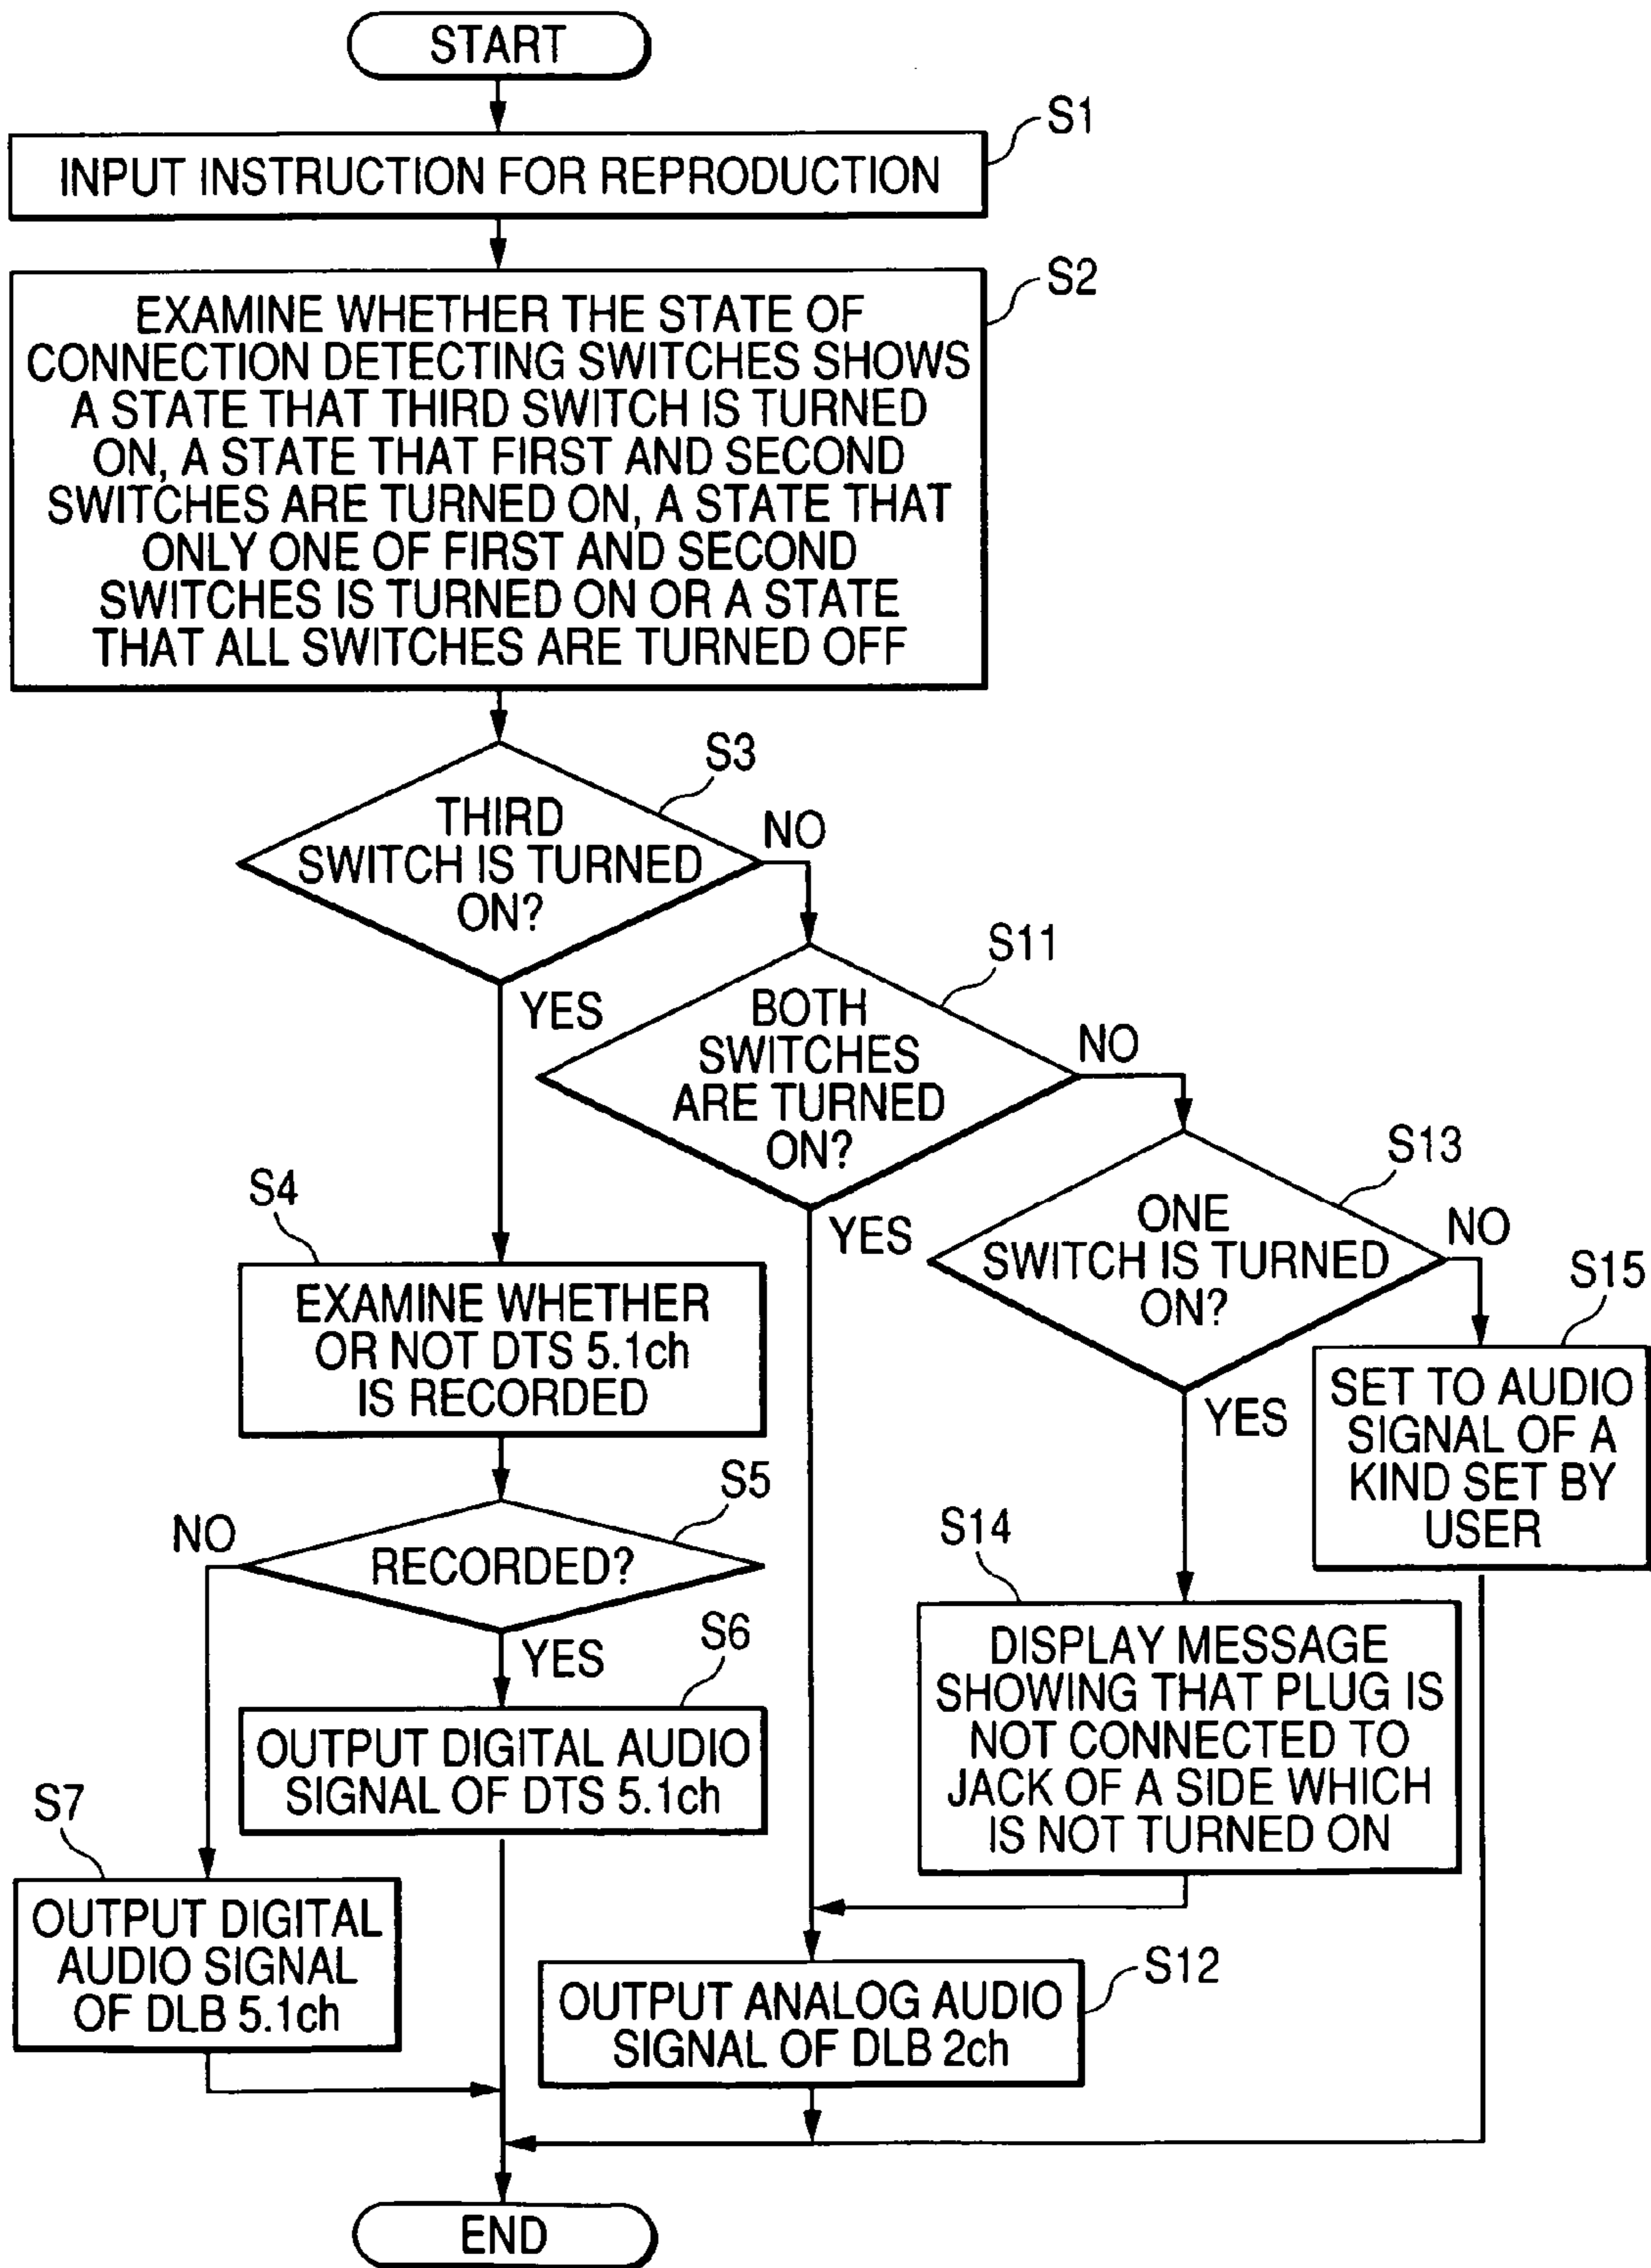 START
S1
INPUT INSTRUCTION FOR REPRODUCTION
S2
EXAMINE WHETHER THE STATE OF
CONNECTION DETECTING SWITCHES SHOWS
A STATE THAT THIRD SWITCH IS TURNED
ON, A STATE THAT FIRST AND SECOND
SWITCHES ARE TURNED ON, A STATE THAT
ONLY ONE OF FIRST AND SECOND
SWITCHES IS TURNED ON OR A STATE
THAT ALL SWITCHES ARE TURNED OFF
S3
THIRD
SWITCH IS TURNED
ON?
NO
YES
S11
BOTH
SWITCHES
ARE TURNED
ON?
NO
YES
S13
ONE
SWITCH IS TURNED
ON?
NO
YES
S15
SET TO AUDIO
SIGNAL OF A
KIND SET BY
USER
S4
EXAMINE WHETHER
OR NOT DTS 5.1ch
IS RECORDED
S5
RECORDED?
NO
YES
S6
OUTPUT DIGITAL AUDIO
SIGNAL OF DTS 5.1ch
S14
DISPLAY MESSAGE
SHOWING THAT PLUG IS
NOT CONNECTED TO
JACK OF A SIDE WHICH
IS NOT TURNED ON
S7
OUTPUT DIGITAL
AUDIO SIGNAL
OF DLB 5.1ch
S12
OUTPUT ANALOG AUDIO
SIGNAL OF DLB 2ch
END